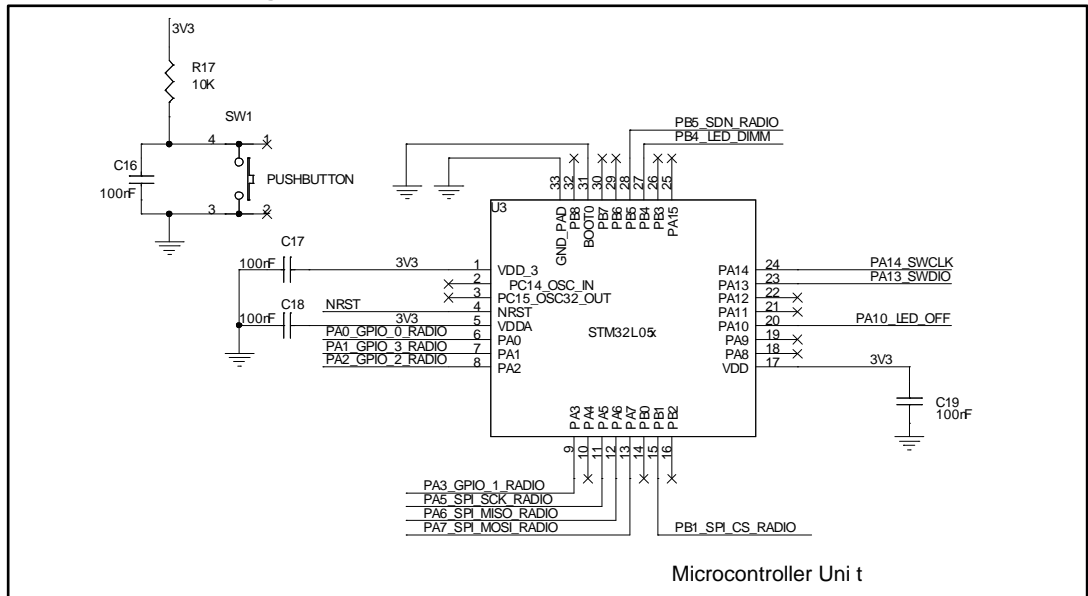 3V3
R17
10K
SW1
4
1
C16
100nF
PUSHBUTTON
3
2
PB5_SDN_RADIO
PB4_LED_DIMM
33
32
31
30
29
28
27
26
25
U3
GND_PAD
PB8
BOOT0
PB7
PB6
PB5
PB4
PB3
PA15
C17
100nF
3V3
1
VDD_3
2
PC14_OSC_IN
3
PC15_OSC32_OUT
C18
100nF
NRST
4
NRST
3V3
5
VDDA
PA0_GPIO_0_RADIO
6
PA0
PA1_GPIO_3_RADIO
7
PA1
PA2_GPIO_2_RADIO
8
PA2
STM32L05x
PA14
24
PA14_SWCLK
PA13
23
PA13_SWDIO
PA12
22
PA11
21
PA10
20
PA10_LED_OFF
PA9
19
PA8
18
VDD
17
3V3
C19
100nF
PA3
PA4
PA5
PA6
PA7
PB0
PB1
PB2
9
10
11
12
13
14
15
16
PA3_GPIO_1_RADIO
PA5_SPI_SCK_RADIO
PA6_SPI_MISO_RADIO
PA7_SPI_MOSI_RADIO
PB1_SPI_CS_RADIO
Microcontroller Uni t